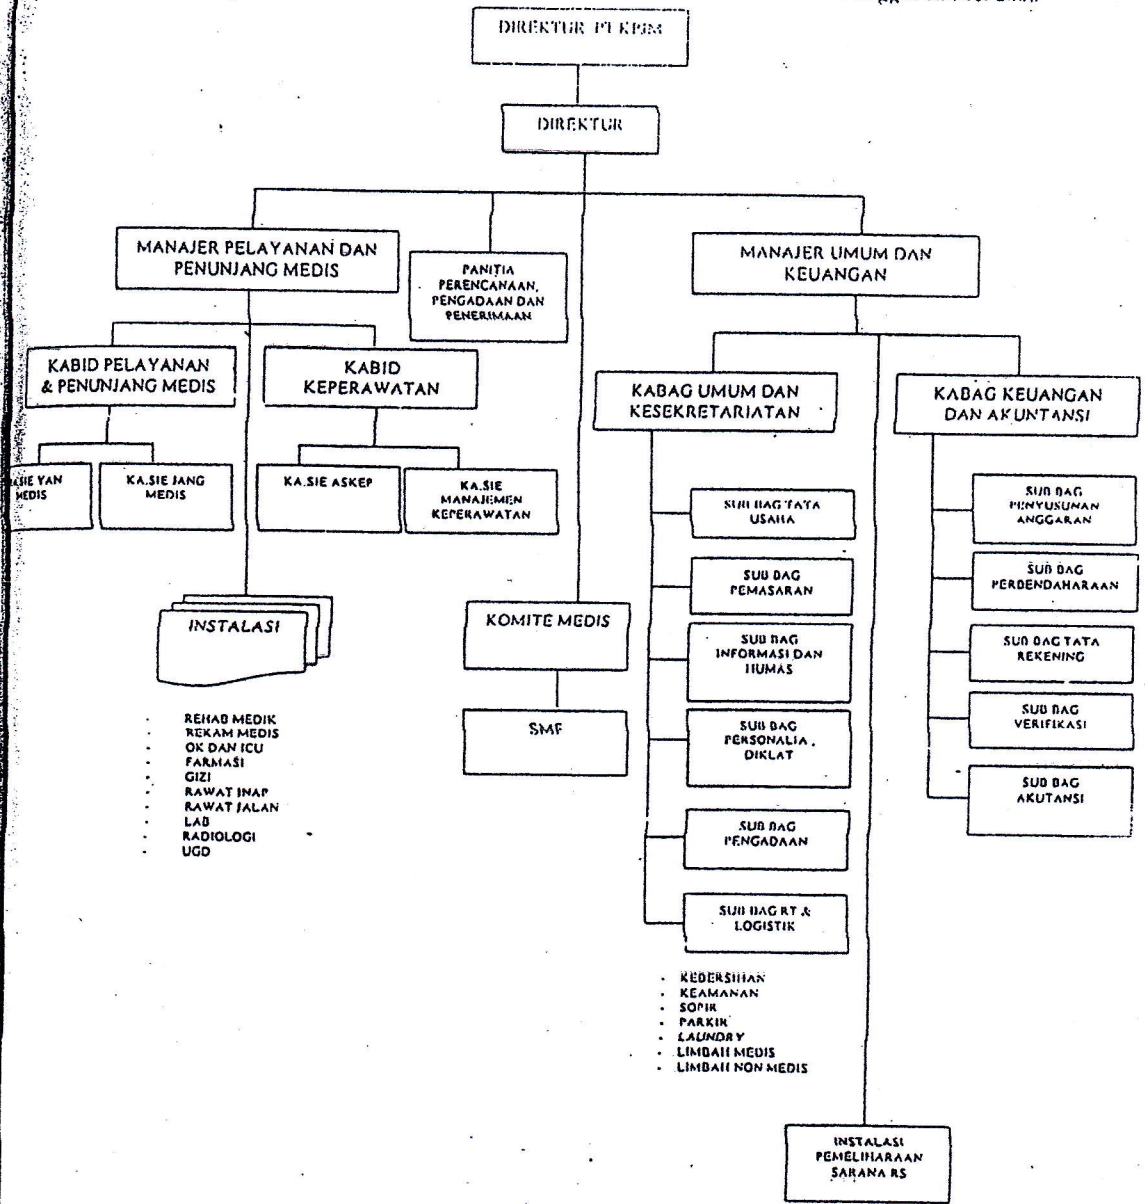 DIREKTUR PT KPJM
DIREKTUR
MANAJER PELAYANAN DAN
PENUNJANG MEDIS
PANITIA
PERENCANAAN,
PENGADAAN DAN
PENERIMAAN
MANAJER UMUM DAN
KEUANGAN
KABID PELAYANAN
& PENUNJANG MEDIS
KABID
KEPERAWATAN
KABAG UMUM DAN
KESEKRETARIATAN
KABAG KEUANGAN
DAN AKUNTANSI
YAN
MEDIS
KA.SIE JANG
MEDIS
KA.SIE ASKEP
KA.SIE
MANAJEMEN
KEPERAWATAN
SUB BAG TATA
USAHA
SUB BAG
PEMASARAN
SUB BAG
INFORMASI DAN
HUMAS
SUB BAG
PERSONALIA,
DIKLAT
SUB BAG
PENGADAAN
SUB BAG RT &
LOGISTIK
SUB BAG
PENYUSUNAN
ANGGARAN
SUB BAG
PERBENDAHARAAN
SUB BAG TATA
REKENING
SUB BAG
VERIFIKASI
SUB BAG
AKUTANSI
INSTALASI
KOMITE MEDIS
SMF
REHAB MEDIK
REKAM MEDIS
OK DAN ICU
FARMASI
GIZI
RAWAT INAP
RAWAT JALAN
LAB
RADIOLOGI
UGD
KEBERSIHAN
KEAMANAN
SOPIR
PARKIR
LAUNDRY
LIMBAH MEDIS
LIMBAH NON MEDIS
INSTALASI
PEMELIHARAAN
SARANA RS